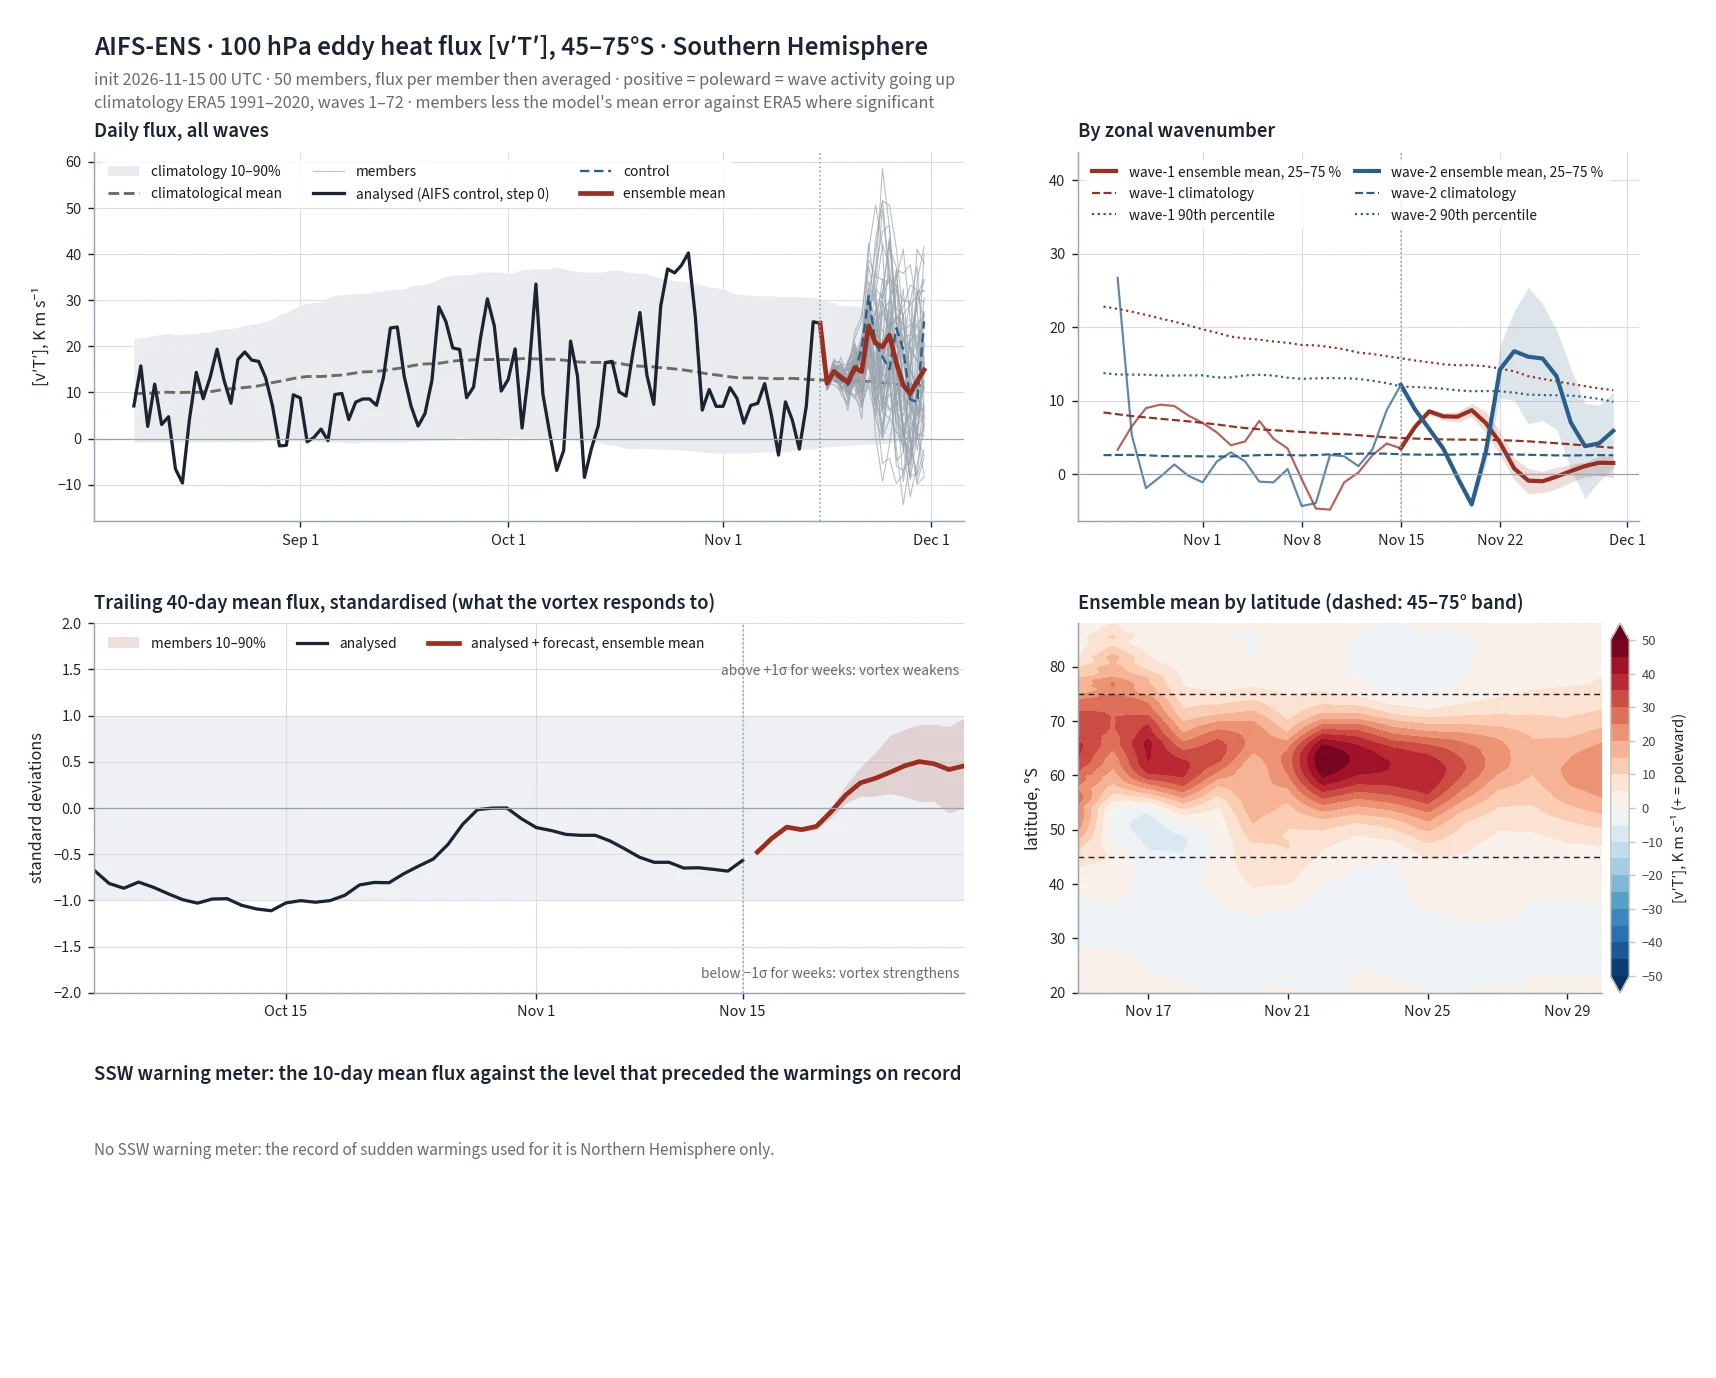 AIFS-ENS · 100 hPa eddy heat flux [v′T′], 45–75°S · Southern Hemisphere
init 2026-11-15 00 UTC · 50 members, flux per member then averaged · positive = poleward = wave activity going up
climatology ERA5 1991–2020, waves 1–72 · members less the model's mean error against ERA5 where significant
Daily flux, all waves
climatology 10–90%
members
control
climatological mean
analysed (AIFS control, step 0)
ensemble mean
[v′T′], K m s⁻¹
60
50
40
30
20
10
0
−10
Sep 1
Oct 1
Nov 1
Dec 1
By zonal wavenumber
wave-1 ensemble mean, 25–75 %
wave-2 ensemble mean, 25–75 %
wave-1 climatology
wave-2 climatology
wave-1 90th percentile
wave-2 90th percentile
40
30
20
10
0
Nov 1
Nov 8
Nov 15
Nov 22
Dec 1
Trailing 40-day mean flux, standardised (what the vortex responds to)
members 10–90%
analysed
analysed + forecast, ensemble mean
above +1σ for weeks: vortex weakens
below −1σ for weeks: vortex strengthens
standard deviations
2.0
1.5
1.0
0.5
0.0
−0.5
−1.0
−1.5
−2.0
Oct 15
Nov 1
Nov 15
Ensemble mean by latitude (dashed: 45–75° band)
latitude, °S
80
70
60
50
40
30
20
Nov 17
Nov 21
Nov 25
Nov 29
50
40
30
20
10
0
−10
−20
−30
−40
−50
[v′T′], K m s⁻¹ (+ = poleward)
SSW warning meter: the 10-day mean flux against the level that preceded the warmings on record
No SSW warning meter: the record of sudden warmings used for it is Northern Hemisphere only.